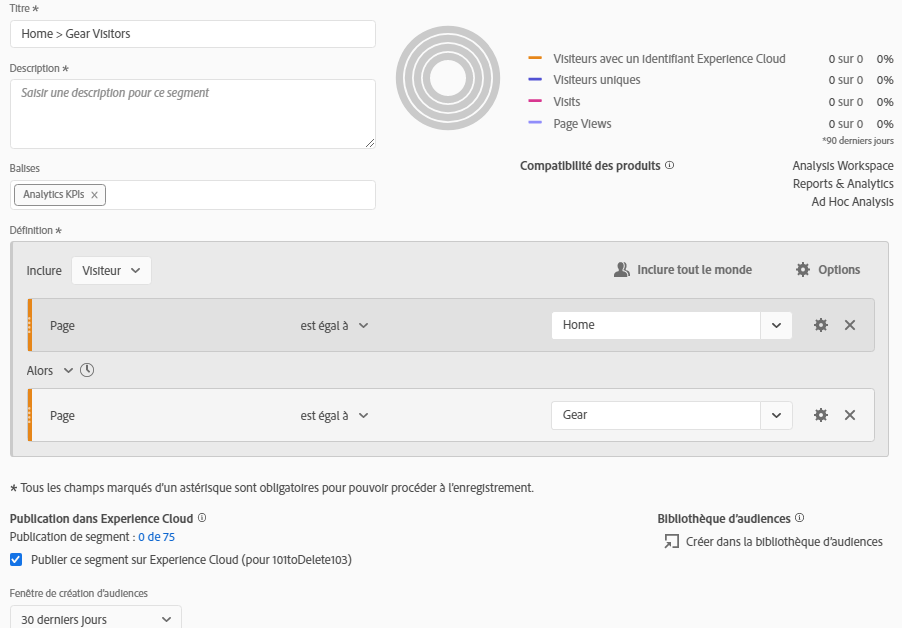 Titre *
Home > Gear Visitors
Description *
Saisir une description pour ce segment
Balises
Analytics KPIs ×
Visiteurs avec un identifiant Experience Cloud 0 sur 0 0%
Visiteurs uniques 0 sur 0 0%
Visits 0 sur 0 0%
Page Views 0 sur 0 0%
*90 derniers jours
Compatibilité des produits
Analysis Workspace
Reports & Analytics
Ad Hoc Analysis
Définition *
Inclure Visiteur Inclure tout le monde Options
Page est égal à Home
Alors
Page est égal à Gear
* Tous les champs marqués d'un astérisque sont obligatoires pour pouvoir procéder à l'enregistrement.
Publication dans Experience Cloud
Publication de segment : 0 de 75
Publier ce segment sur Experience Cloud (pour 101toDelete103)
Bibliothèque d'audiences
Créer dans la bibliothèque d'audiences
Fenêtre de création d'audiences
30 derniers jours